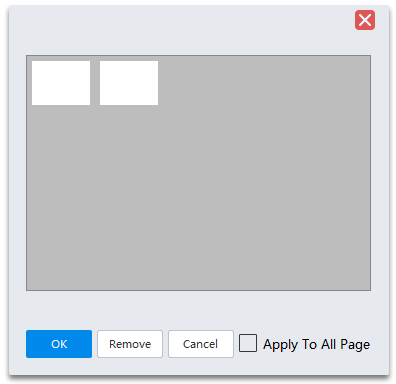 OK
Remove
Cancel
Apply To All Page